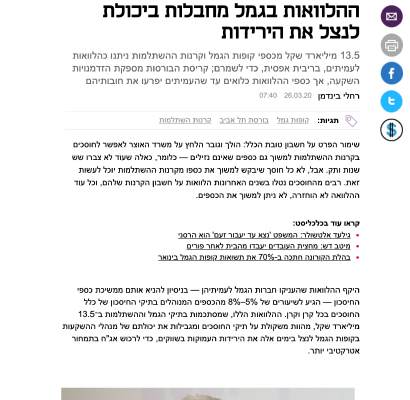 ההלוואות בגמל מחבלות ביכולת
לנצל את הירידות
13.5 מיליארד שקל מכספי קופות הגמל וקרנות ההשתלמות ניתנו כהלוואות
לעמיתים, בריבית אפסית, כדי לשמרם; קריסת הבורסות מספקת הזדמנויות
השקעה, אך כספי ההלוואות כלואים עד שהעמיתים יפרעו את חובותיהם
רחלי בינדמן 26.03.20 07:40
תגיות: קופות גמל בורסת תל אביב קרנות השתלמות
שימור הפרט על חשבון טובת הכלל: הולך וגובר הלחץ על משרד האוצר לאפשר לחוסכים
בקרנות ההשתלמות למשוך גם כספים שאינם נזילים — כלומר, כאלה שעוד לא צברו שש
שנות ותק. אבל, לא כל חוסך שיבקש למשוך את כספו מקרנות ההשתלמות יוכל לעשות
זאת. רבים מהחוסכים נטלו בשנים האחרונות הלוואות על חשבון הקרנות שלהם, וכל עוד
ההלוואה לא הוחזרה, לא ניתן למשוך את הכספים.
קראו עוד בכלכליסט:
גילעד אלטשולר: המשפט 'נצא עד יעבור זעם' הוא הרסני
מיטב דש: מחצית העובדים יעבדו מהבית לאחר פורים
בהלת הקורונה חתכה ב-70% את תשואות קופות הגמל בינואר
היקף ההלוואות שהעניקו חברות הגמל לעמיתיהן — בניסיון להניא אותם ממשיכת כספי
החיסכון — הגיע לשיעורים של 5%–8% מהכספים המנוהלים בתיקי החיסכון של כלל
החוסכים בכל קרן וקרן. ההלוואות הללו, שמסתכמות בתיקי הגמל וההשתלמות ב־13.5
מיליארד שקל, מהוות משקולת על תיקי החוסכים ומגבילות את יכולתם של מנהלי ההשקעות
בקופות הגמל לנצל בימים אלה את הירידות העמוקות בשווקים, כדי לרכוש אג"ח בתמחור
אטרקטיבי יותר.